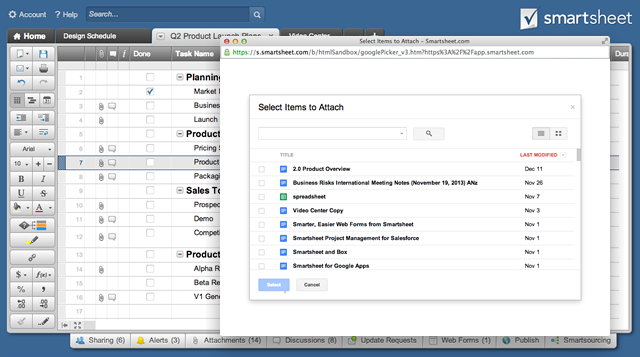 Account ? Help Search... smartsheet
Home Design Schedule Q2 Product Launch Plans Video Center
Select Items to Attach – Smartsheet.com
https://s.smartsheet.com/b/htmlSandbox/googlePicker_v3.htm?https%3A%2F%2Fapp.smartsheet.com
Done Task Name
1 Planning
2 Market
3 Business
4 Launch
5 Product
6 Pricing
7 Product
8 Packagi
9 Sales To
10 Prospec
11 Demo
12 Compet
13 Product
14 Alpha R
15 Beta Re
16 V1 Gene
17
Arial
10
B
I
U
S
A
$ f(x)
% ,
Select Items to Attach
TITLE LAST MODIFIED
2.0 Product Overview Dec 11
Business Risks International Meeting Notes (November 19, 2013) ANz Nov 26
spreadsheet Nov 7
Video Center Copy Nov 3
Smarter, Easier Web Forms from Smartsheet Nov 1
Smartsheet Project Management for Salesforce Nov 1
Smartsheet and Box Nov 1
Smartsheet for Google Apps Nov 1
Select Cancel
Sharing (6) Alerts (3) Attachments (14) Discussions (8) Update Requests Web Forms (1) Publish Smartsourcing